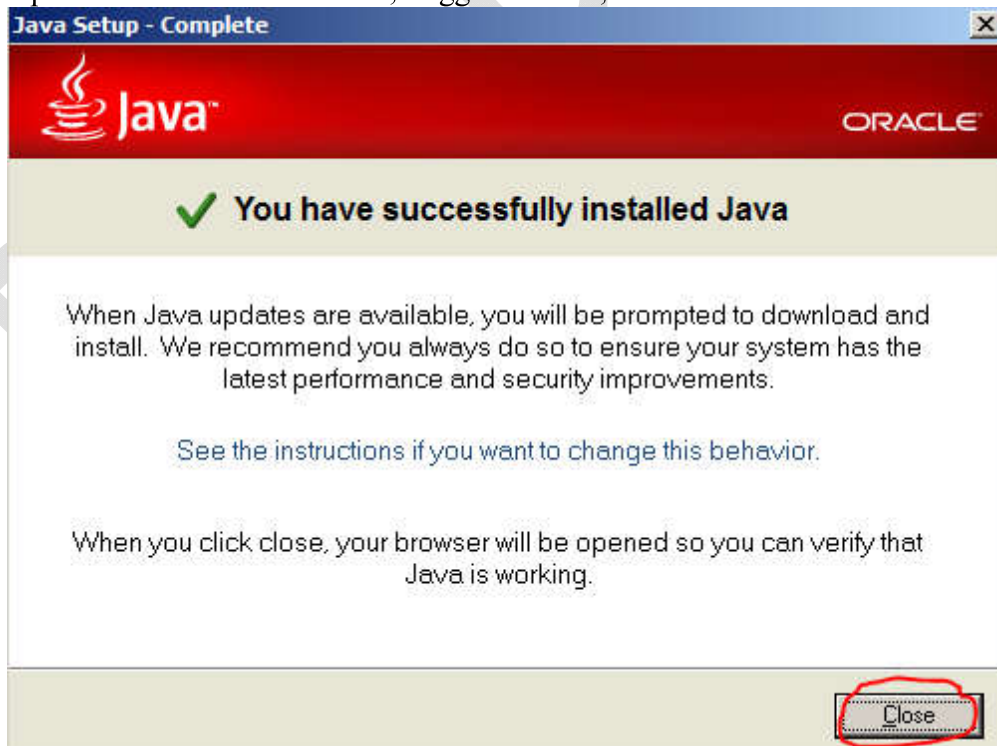 Java Setup - Complete
Java™
ORACLE
You have successfully installed Java
When Java updates are available, you will be prompted to download and
install. We recommend you always do so to ensure your system has the
latest performance and security improvements.
See the instructions if you want to change this behavior.
When you click close, your browser will be opened so you can verify that
Java is working.
Close